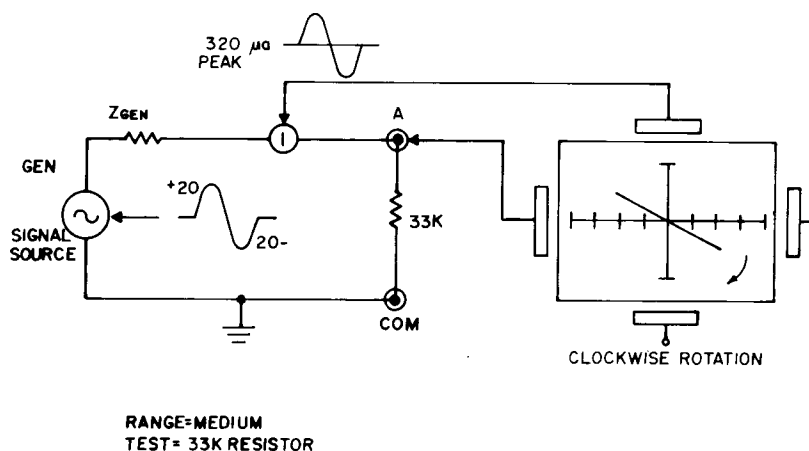 320 µa
PEAK
ZGEN
I
A
GEN
+20
20-
33K
SIGNAL
SOURCE
COM
CLOCKWISE ROTATION
RANGE=MEDIUM
TEST= 33K RESISTOR